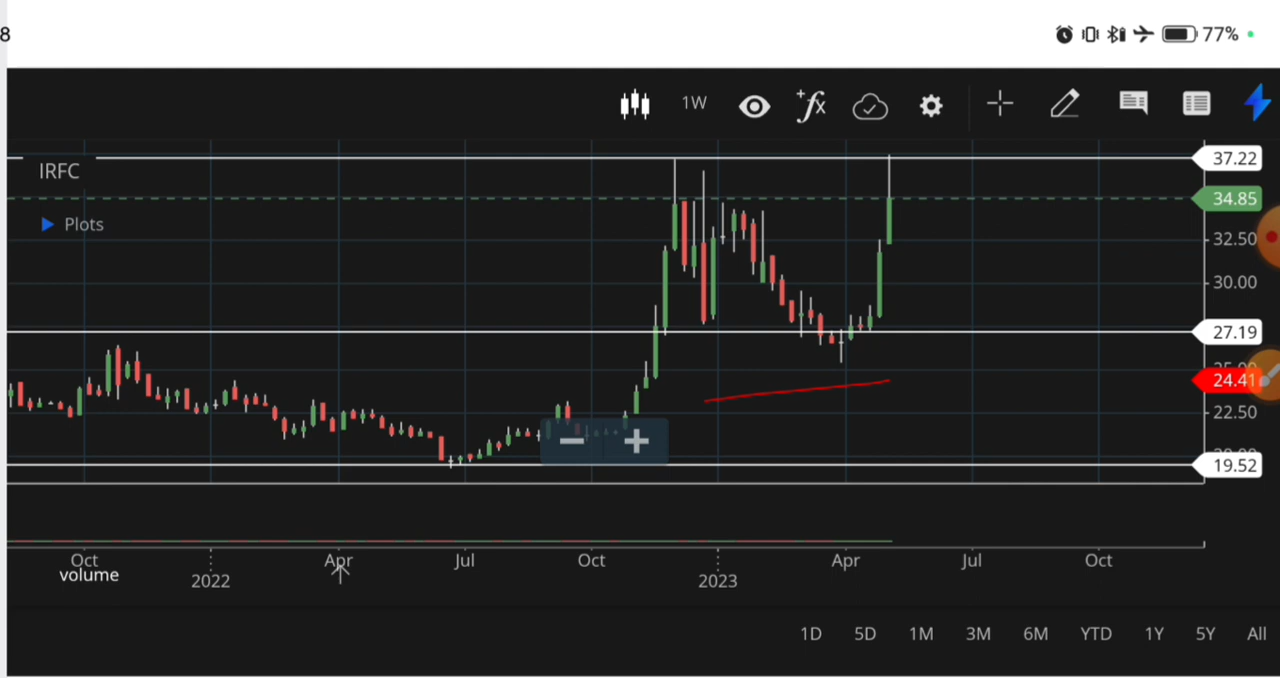 8
77%
1W
+fx
IRFC
Plots
37.22
34.85
32.50
30.00
27.19
24.41
22.50
19.52
Oct
2022
Apr
Jul
Oct
2023
Apr
Jul
Oct
volume
1D 5D 1M 3M 6M YTD 1Y 5Y All